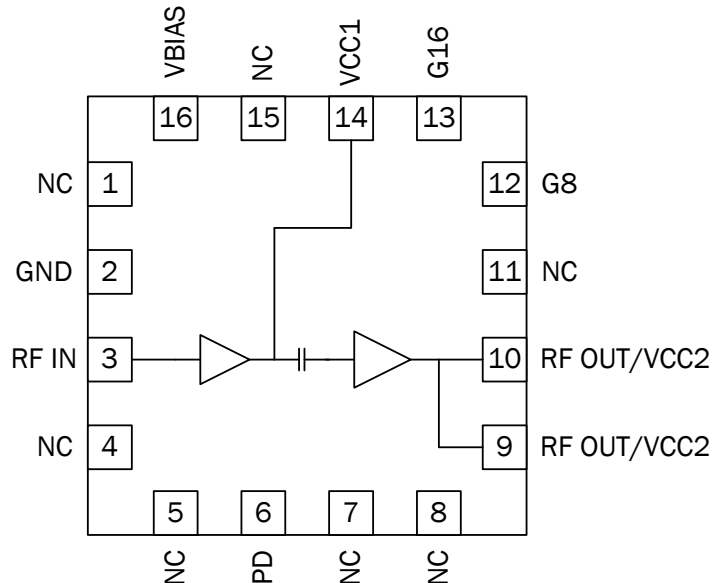 VBIAS
NC
VCC1
G16
16
15
14
13
NC 1
12 G8
GND 2
11 NC
RF IN 3
10 RF OUT/VCC2
NC 4
9 RF OUT/VCC2
5
6
7
8
NC
PD
NC
NC